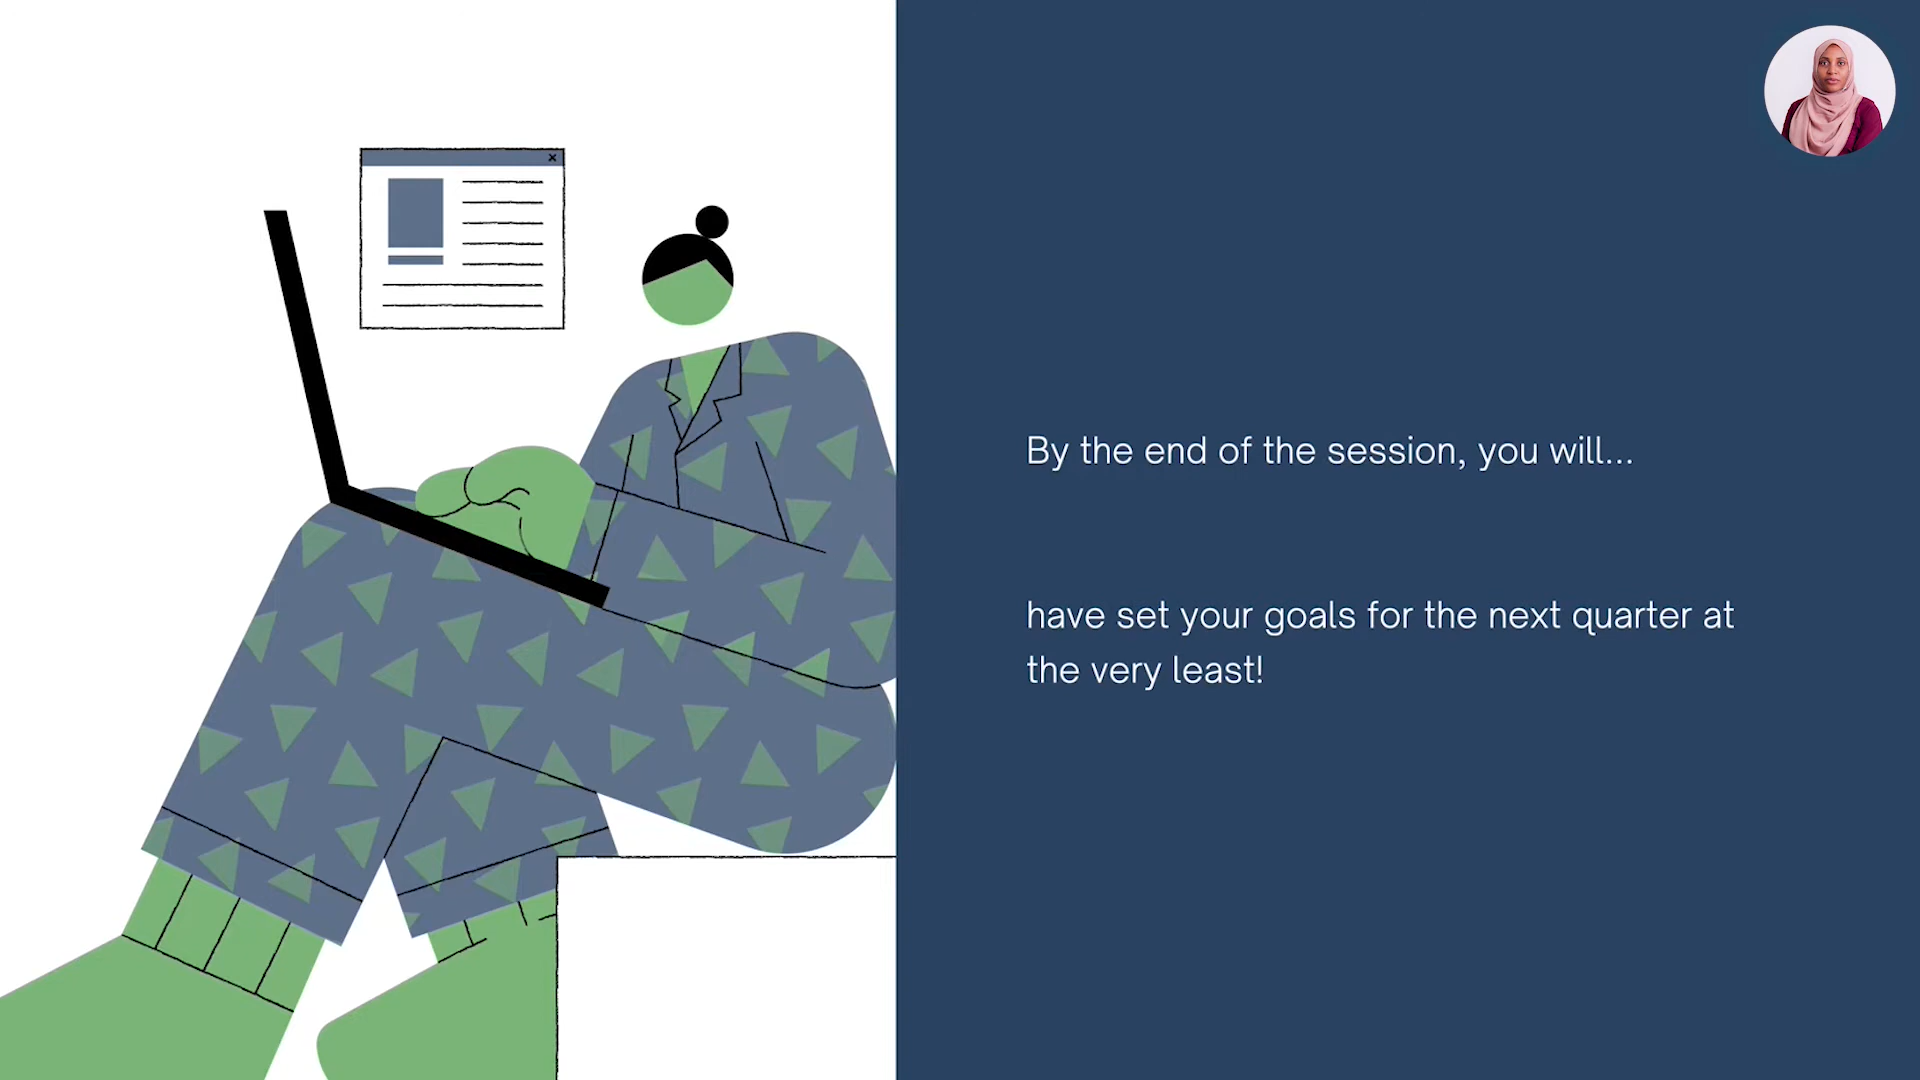 By the end of the session, you will...
have set your goals for the next quarter at
the very least!